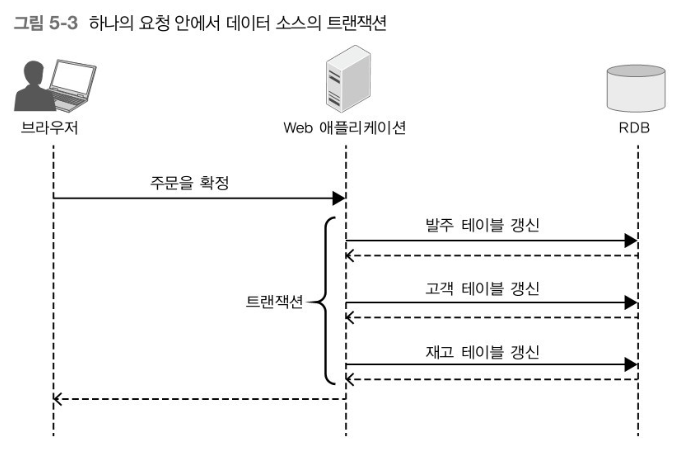 그림 5-3 하나의 요청 안에서 데이터 소스의 트랜잭션
브라우저
Web 애플리케이션
RDB
주문을 확정
발주 테이블 갱신
고객 테이블 갱신
트랜잭션
재고 테이블 갱신